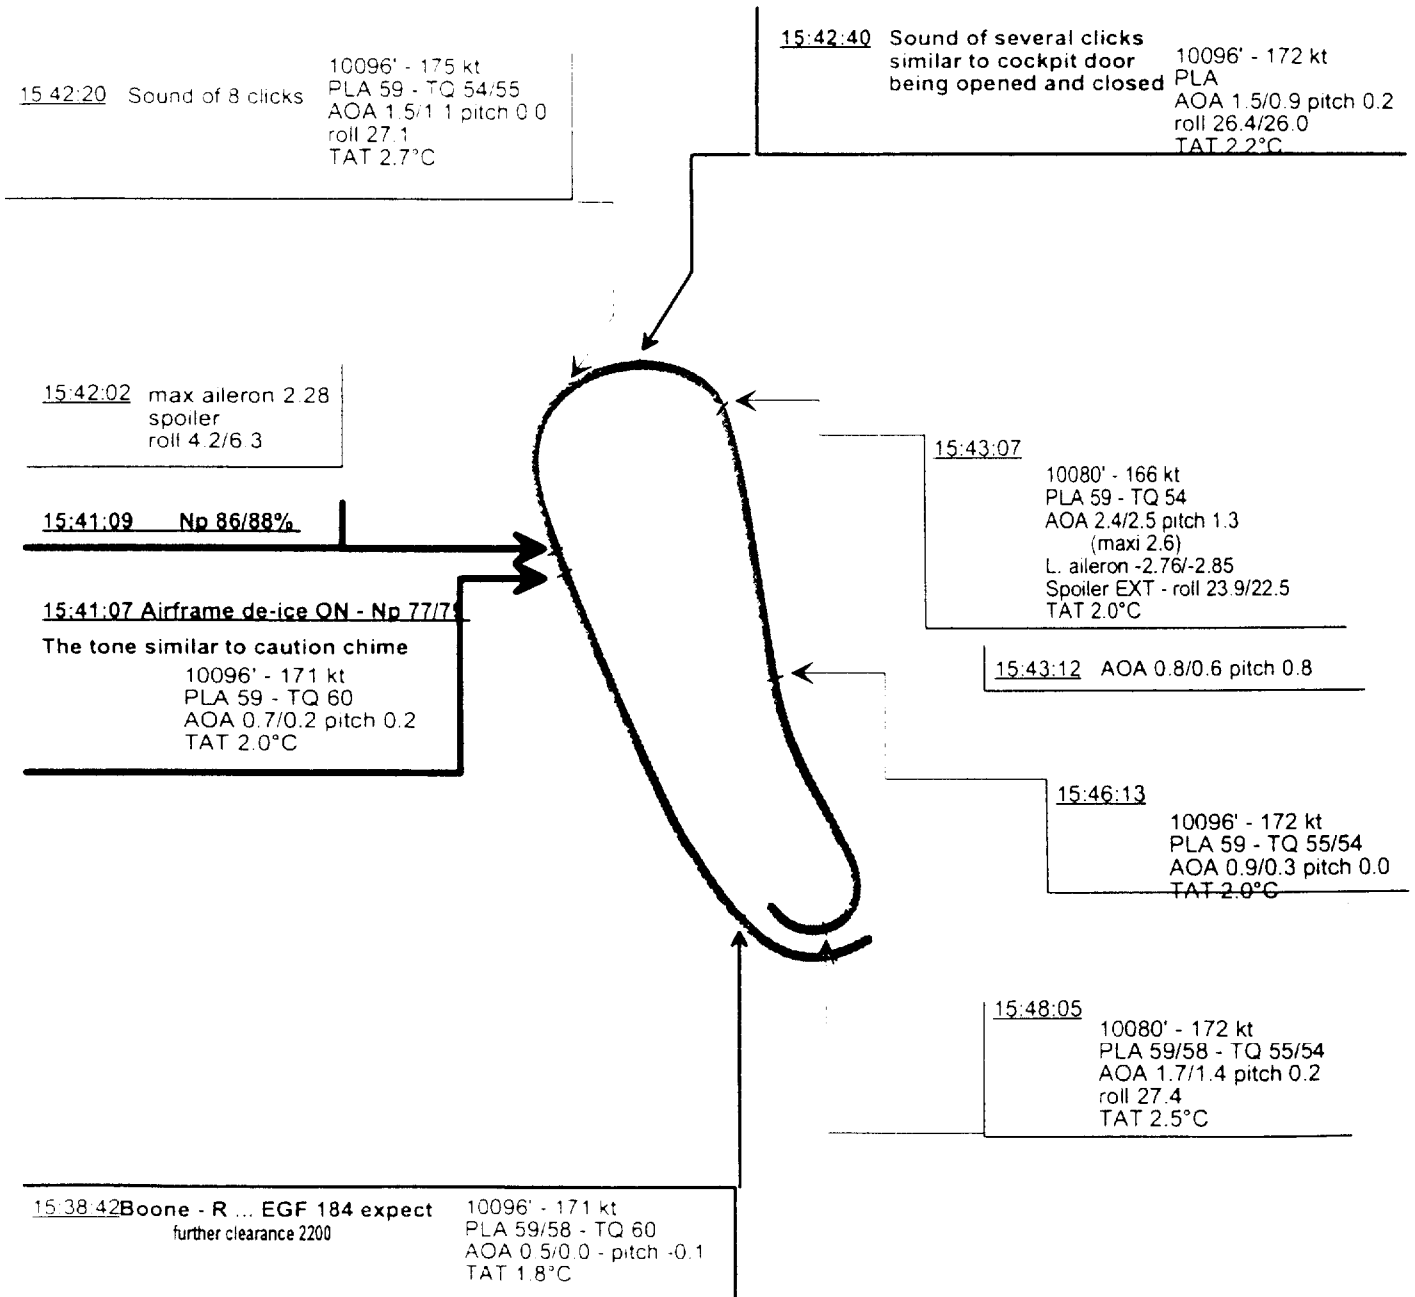 15:42:20 Sound of 8 clicks
10096' - 175 kt
PLA 59 - TQ 54/55
AOA 1.5/1 1 pitch 0.0
roll 27.1
TAT 2.7°C
15:42:40 Sound of several clicks
similar to cockpit door
being opened and closed
10096' - 172 kt
PLA
AOA 1.5/0.9 pitch 0.2
roll 26.4/26.0
TAT 2.2°C
15:42:02 max aileron 2.28
spoiler
roll 4.2/6.3
15:41:09 Np 86/88%
15:41:07 Airframe de-ice ON - Np 77/79
The tone similar to caution chime
10096' - 171 kt
PLA 59 - TQ 60
AOA 0.7/0.2 pitch 0.2
TAT 2.0°C
15:43:07
10080' - 166 kt
PLA 59 - TQ 54
AOA 2.4/2.5 pitch 1.3
(maxi 2.6)
L. aileron -2.76/-2.85
Spoiler EXT - roll 23.9/22.5
TAT 2.0°C
15:43:12 AOA 0.8/0.6 pitch 0.8
15:46:13
10096' - 172 kt
PLA 59 - TQ 55/54
AOA 0.9/0.3 pitch 0.0
TAT 2.0°C
15:48:05
10080' - 172 kt
PLA 59/58 - TQ 55/54
AOA 1.7/1.4 pitch 0.2
roll 27.4
TAT 2.5°C
15:38:42 Boone - R ... EGF 184 expect
further clearance 2200
10096' - 171 kt
PLA 59/58 - TQ 60
AOA 0.5/0.0 - pitch -0.1
TAT 1.8°C